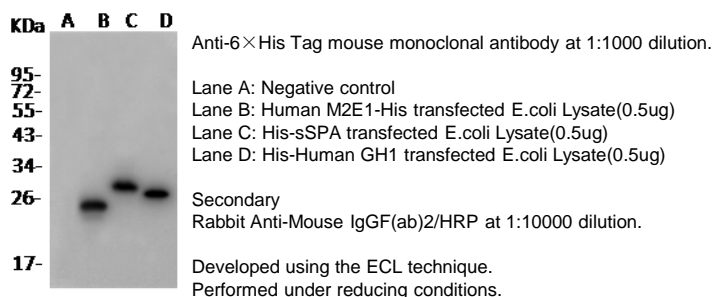 KDa A B C D
95-
72-
55-
43-
34-
26-
17-
Anti-6×His Tag mouse monoclonal antibody at 1:1000 dilution.
Lane A: Negative control
Lane B: Human M2E1-His transfected E.coli Lysate(0.5ug)
Lane C: His-sSPA transfected E.coli Lysate(0.5ug)
Lane D: His-Human GH1 transfected E.coli Lysate(0.5ug)
Secondary
Rabbit Anti-Mouse IgGF(ab)2/HRP at 1:10000 dilution.
Developed using the ECL technique.
Performed under reducing conditions.